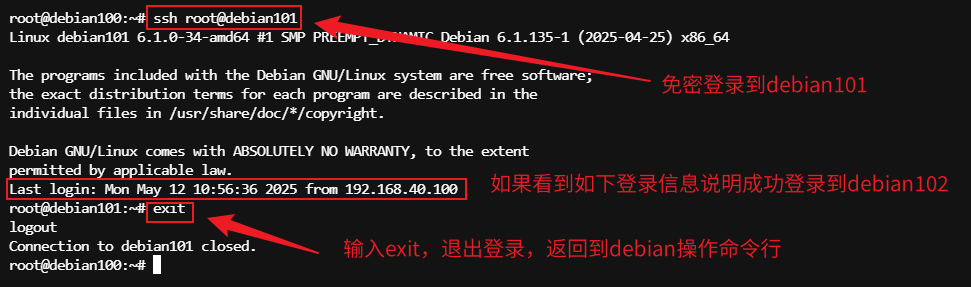 root@debian100:~# ssh root@debian101
Linux debian101 6.1.0-34-amd64 #1 SMP PREEMPT_DYNAMIC Debian 6.1.135-1 (2025-04-25) x86_64
The programs included with the Debian GNU/Linux system are free software;
免密登录到debian101
the exact distribution terms for each program are described in the
individual files in /usr/share/doc/*/copyright.
Debian GNU/Linux comes with ABSOLUTELY NO WARRANTY, to the extent
permitted by applicable law.
Last login: Mon May 12 10:56:36 2025 from 192.168.40.100
如果看到如下登录信息说明成功登录到debian102
root@debian101:~# exit
logout
Connection to debian101 closed.
输入exit，退出登录，返回到debian操作命令行
root@debian100:~#